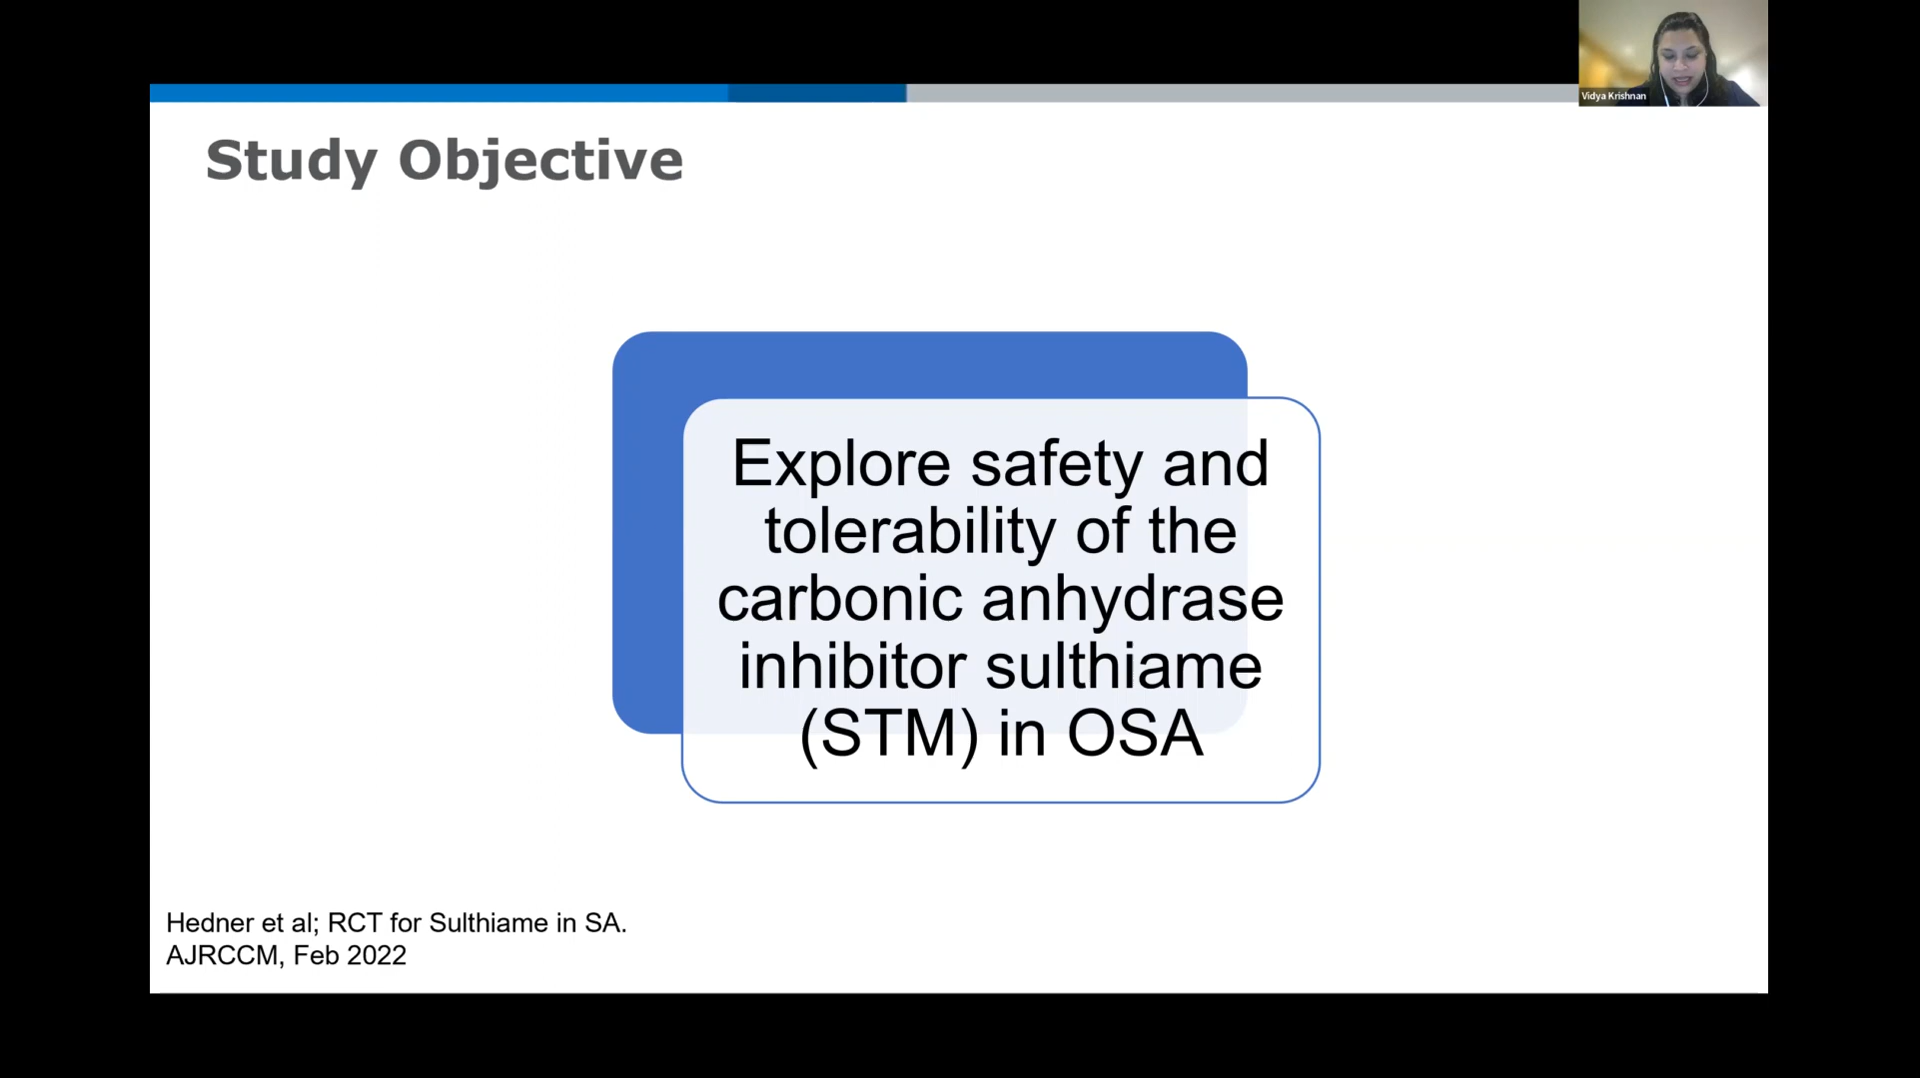 Vidya Krishnan
Study Objective
Explore safety and
tolerability of the
carbonic anhydrase
inhibitor sulthiame
(STM) in OSA
Hedner et al; RCT for Sulthiame in SA.
AJRCCM, Feb 2022